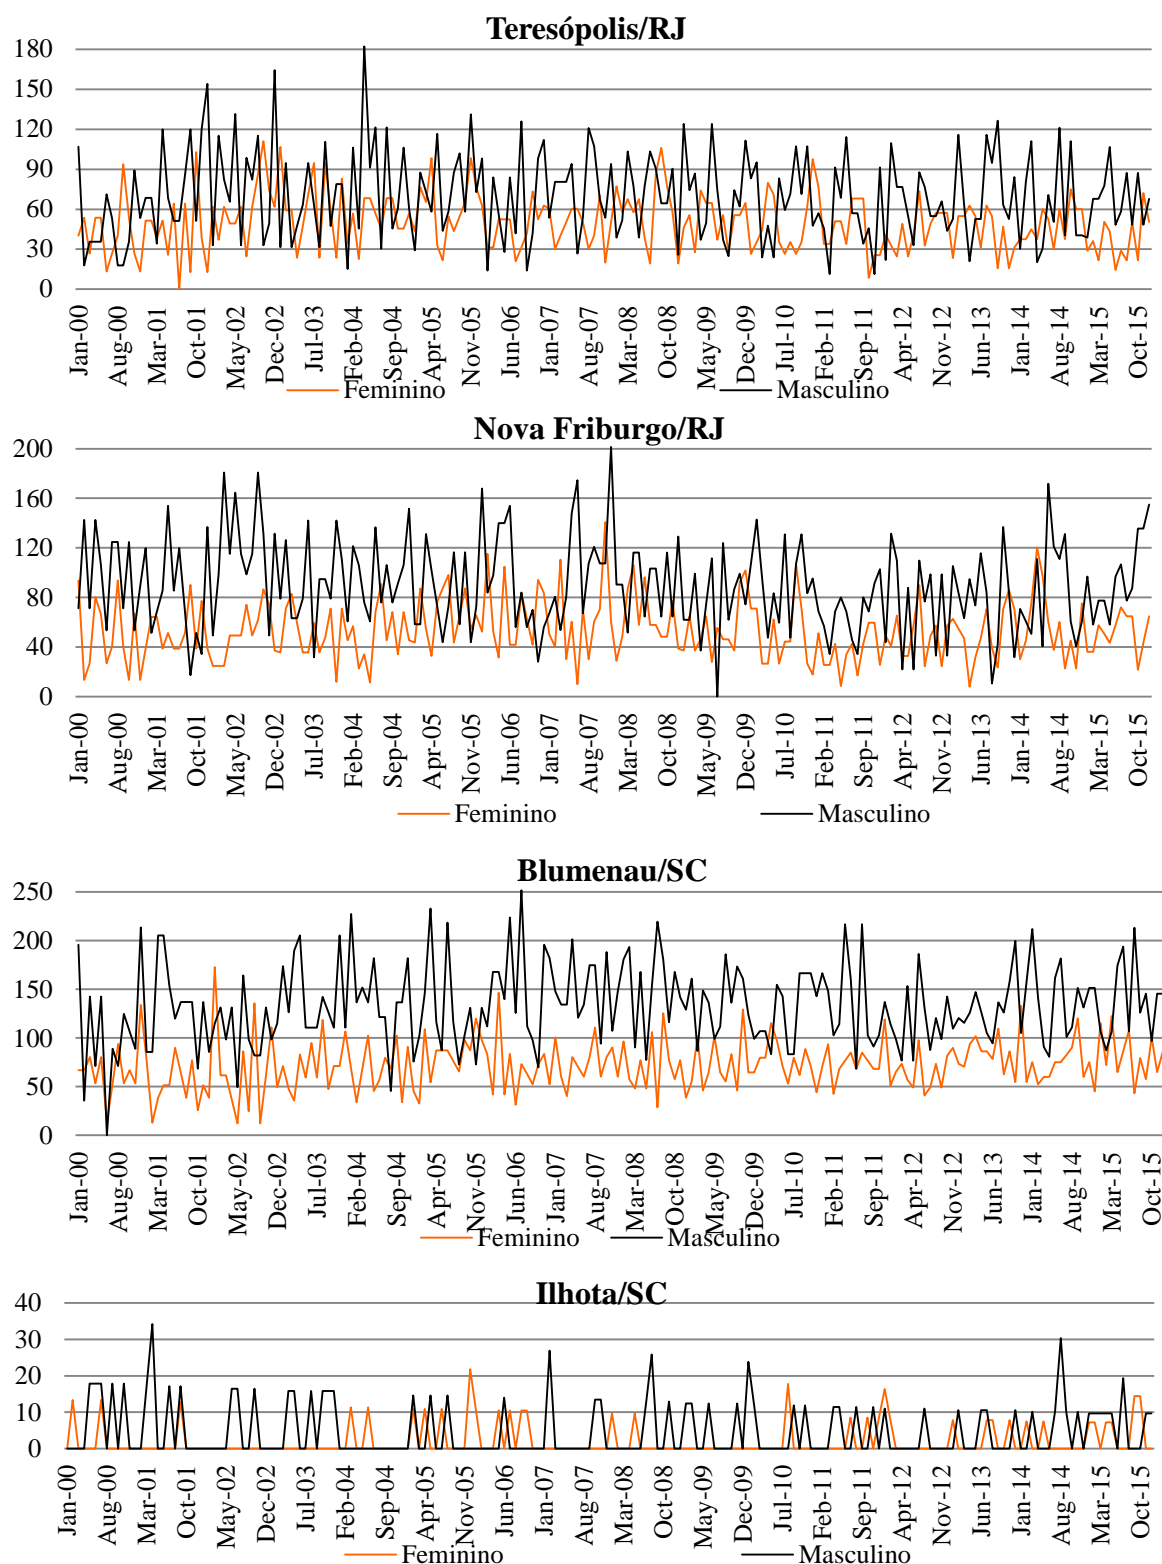 Teresópolis/RJ
180
150
120
90
60
30
0
Jan-00 Aug-00 Mar-01 Oct-01 May-02 Dec-02 Jul-03 Feb-04 Sep-04 Apr-05 Nov-05 Jun-06 Jan-07 Aug-07 Mar-08 Oct-08 May-09 Dec-09 Jul-10 Feb-11 Sep-11 Apr-12 Nov-12 Jun-13 Jan-14 Aug-14 Mar-15 Oct-15
Feminino Masculino
Nova Friburgo/RJ
200
160
120
80
40
0
Jan-00 Aug-00 Mar-01 Oct-01 May-02 Dec-02 Jul-03 Feb-04 Sep-04 Apr-05 Nov-05 Jun-06 Jan-07 Aug-07 Mar-08 Oct-08 May-09 Dec-09 Jul-10 Feb-11 Sep-11 Apr-12 Nov-12 Jun-13 Jan-14 Aug-14 Mar-15 Oct-15
Feminino Masculino
Blumenau/SC
250
200
150
100
50
0
Jan-00 Aug-00 Mar-01 Oct-01 May-02 Dec-02 Jul-03 Feb-04 Sep-04 Apr-05 Nov-05 Jun-06 Jan-07 Aug-07 Mar-08 Oct-08 May-09 Dec-09 Jul-10 Feb-11 Sep-11 Apr-12 Nov-12 Jun-13 Jan-14 Aug-14 Mar-15 Oct-15
Feminino Masculino
Ilhota/SC
40
30
20
10
0
Jan-00 Aug-00 Mar-01 Oct-01 May-02 Dec-02 Jul-03 Feb-04 Sep-04 Apr-05 Nov-05 Jun-06 Jan-07 Aug-07 Mar-08 Oct-08 May-09 Dec-09 Jul-10 Feb-11 Sep-11 Apr-12 Nov-12 Jun-13 Jan-14 Aug-14 Mar-15 Oct-15
Feminino Masculino